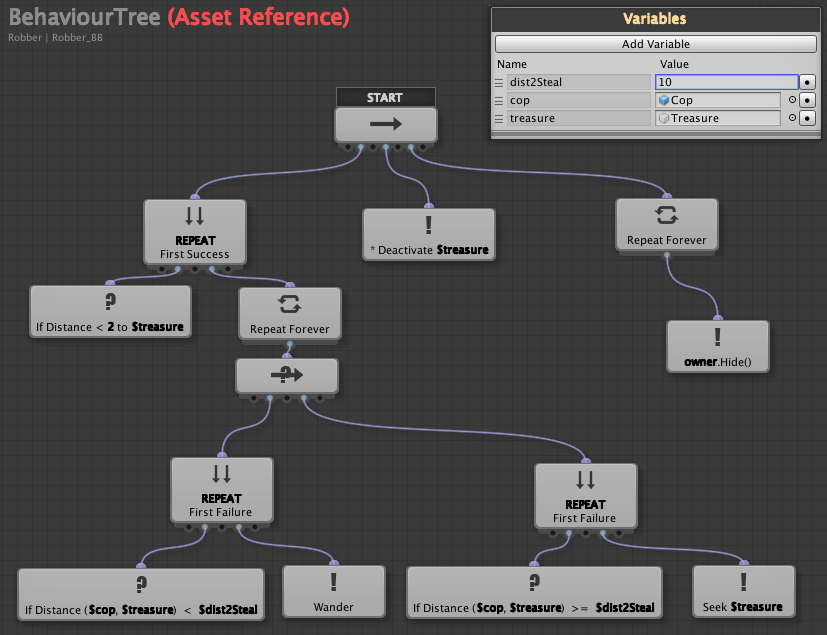 BehaviourTree (Asset Reference)
Robber | Robber_BB
Variables
Add Variable
Name Value
dist2Steal 10
cop Cop
treasure Treasure
START
REPEAT
First Success
! 
* Deactivate $treasure
Repeat Forever
?
If Distance < 2 to $treasure
Repeat Forever
!
owner.Hide()
?
REPEAT
First Failure
REPEAT
First Failure
?
If Distance ($cop, $treasure) < $dist2Steal
!
Wander
?
If Distance ($cop, $treasure) >= $dist2Steal
!
Seek $treasure